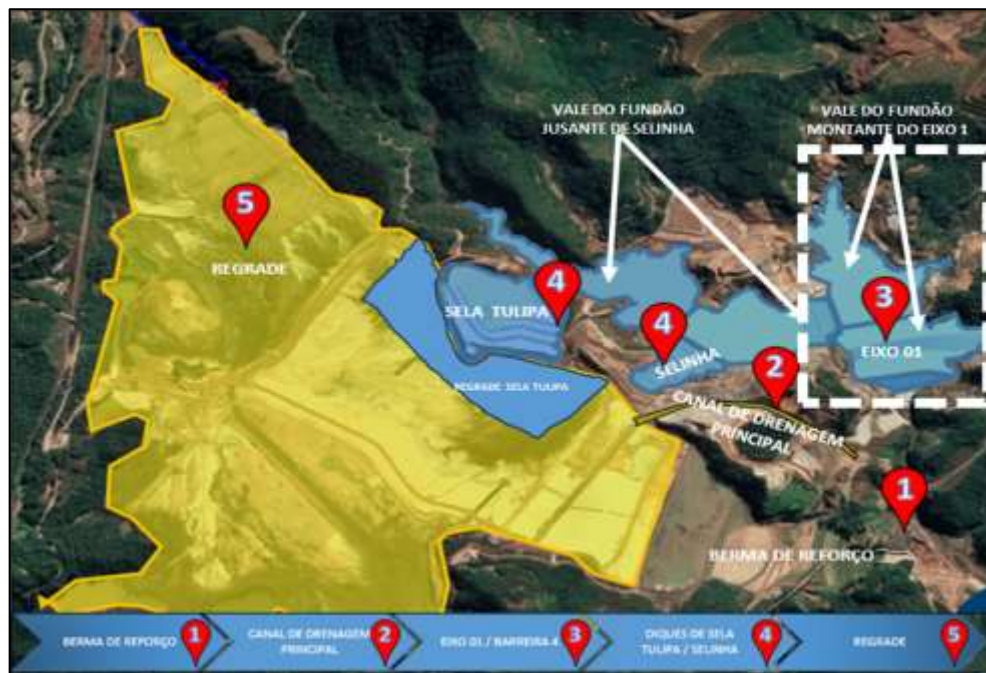 VALE DO FUNDÃO
JUSANTE DE SELINHA
VALE DO FUNDÃO
MONTANTE DO EIXO 1
5
REGRADE
4
SELA TULIPA
4
SELINHA
3
EIXO 01
2
REGRADE SELA TULIPA
CANAL DE DRENAGEM
PRINCIPAL
1
BERMA DE REFORÇO
BERMA DE REFORÇO 1
CANAL DE DRENAGEM
PRINCIPAL
2
EIXO 01 / BARREIRA 4 3
DIQUES DE SELA
TULIPA / SELINHA
4
REGRADE 5